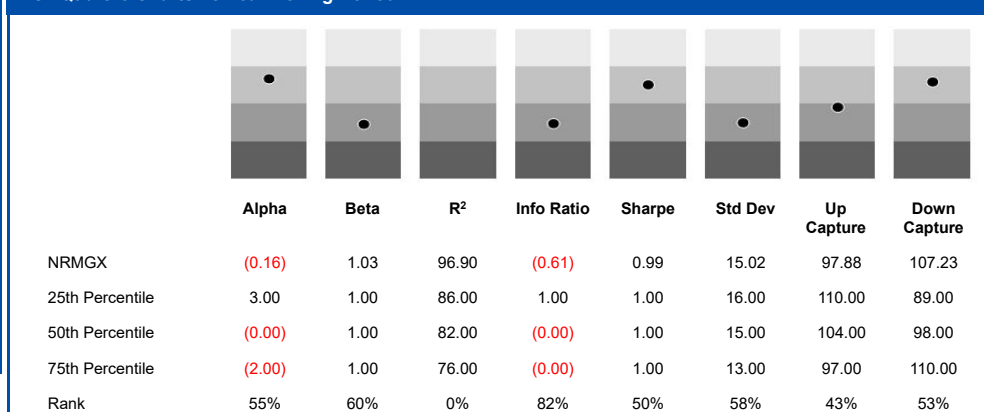 Alpha Beta R² Info Ratio Sharpe Std Dev Up Capture Down Capture
NRMGX (0.16) 1.03 96.90 (0.61) 0.99 15.02 97.88 107.23
25th Percentile 3.00 1.00 86.00 1.00 1.00 16.00 110.00 89.00
50th Percentile (0.00) 1.00 82.00 (0.00) 1.00 15.00 104.00 98.00
75th Percentile (2.00) 1.00 76.00 (0.00) 1.00 13.00 97.00 110.00
Rank 55% 60% 0% 82% 50% 58% 43% 53%